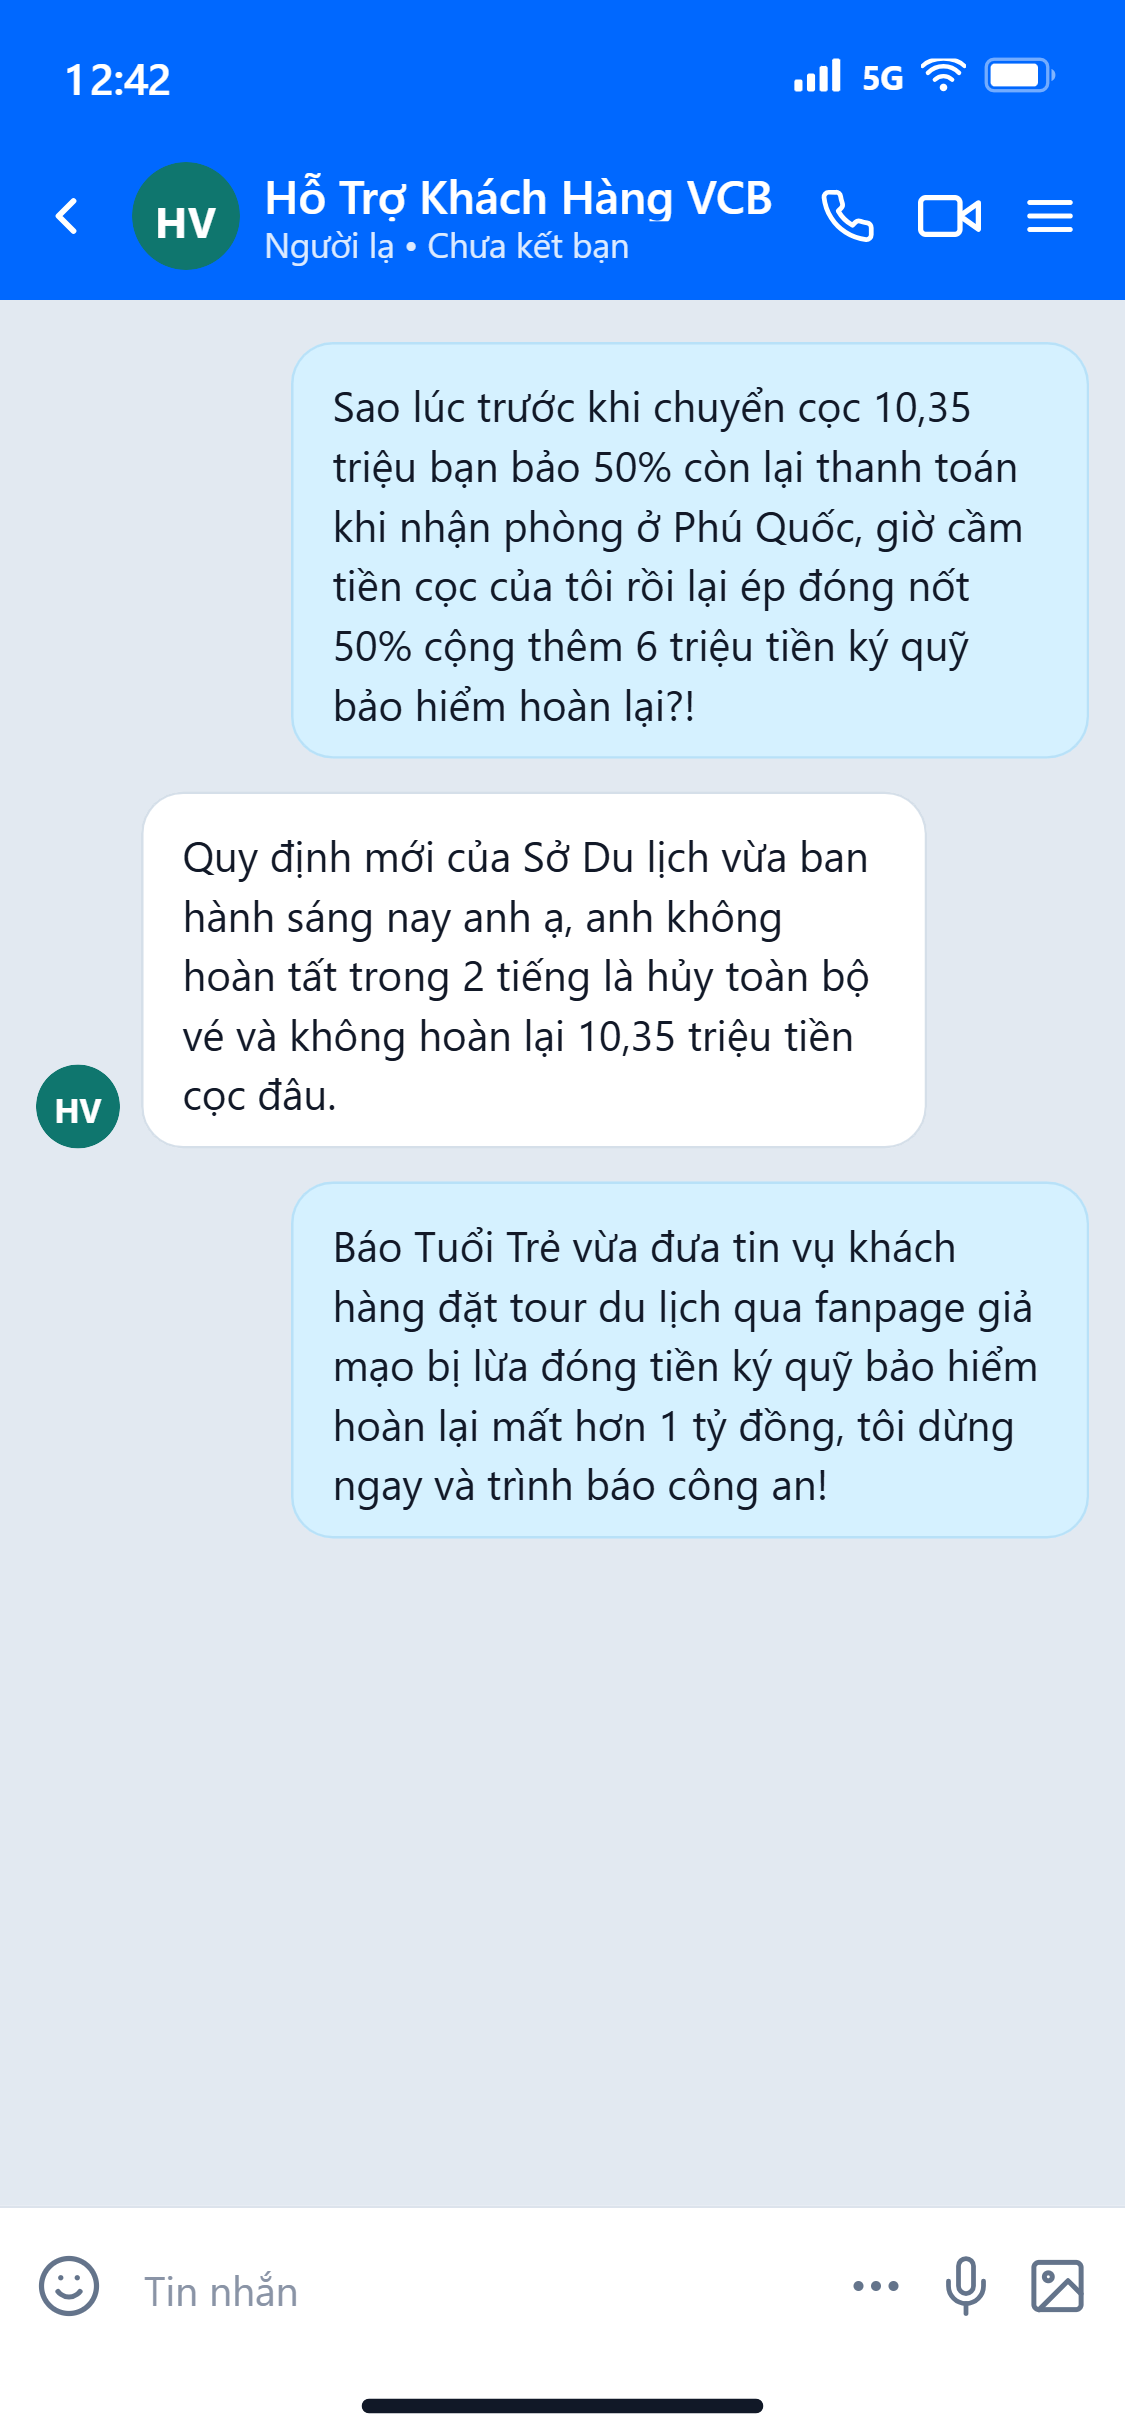 12:42
5G
HV
Hỗ Trợ Khách Hàng VCB
Người lạ • Chưa kết bạn
Sao lúc trước khi chuyển cọc 10,35
triệu bạn bảo 50% còn lại thanh toán
khi nhận phòng ở Phú Quốc, giờ cầm
tiền cọc của tôi rồi lại ép đóng nốt
50% cộng thêm 6 triệu tiền ký quỹ
bảo hiểm hoàn lại?!
Quy định mới của Sở Du lịch vừa ban
hành sáng nay anh ạ, anh không
hoàn tất trong 2 tiếng là hủy toàn bộ
vé và không hoàn lại 10,35 triệu tiền
cọc đâu.
HV
Báo Tuổi Trẻ vừa đưa tin vụ khách
hàng đặt tour du lịch qua fanpage giả
mạo bị lừa đóng tiền ký quỹ bảo hiểm
hoàn lại mất hơn 1 tỷ đồng, tôi dừng
ngay và trình báo công an!
Tin nhắn